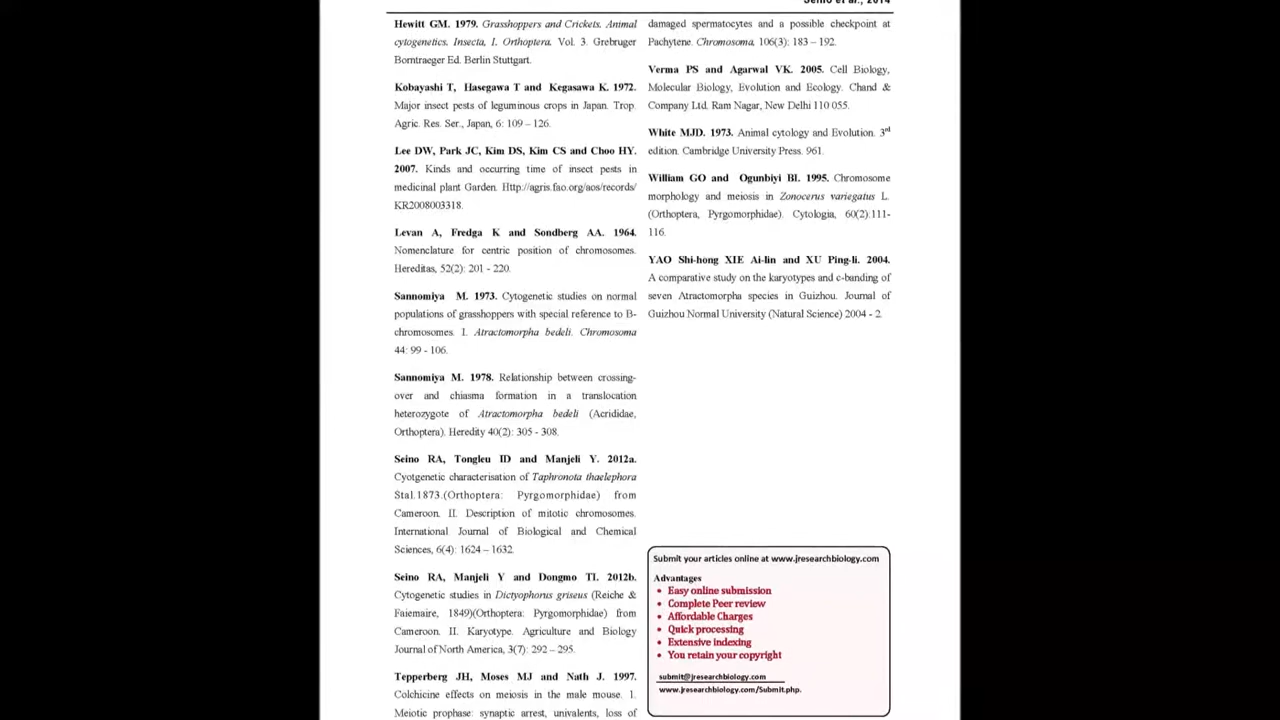 Seino et al., 2014
Hewitt GM. 1979. Grasshoppers and Crickets. Animal
cytogenetics. Insecta, I. Orthoptera, Vol. 3. Grebruger
Borntraeger Ed. Berlin Stuttgart.
Kobayashi T, Hasegawa T and Kegasawa K. 1972.
Major insect pests of leguminous crops in Japan. Trop.
Agric. Res. Ser., Japan, 6: 109 – 126.
Lee DW, Park JC, Kim DS, Kim CS and Choo HY.
2007. Kinds and occurring time of insect pests in
medicinal plant Garden. Http://agris.fao.org/aos/records/
KR2008003318.
Levan A, Fredga K and Sondberg AA. 1964.
Nomenclature for centric position of chromosomes.
Hereditas, 52(2): 201 - 220.
Sannomiya M. 1973. Cytogenetic studies on normal
populations of grasshoppers with special reference to B-
chromosomes. I. Atractomorpha bedeli. Chromosoma
44: 99 - 106.
Sannomiya M. 1978. Relationship between crossing-
over and chiasma formation in a translocation
heterozygote of Atractomorpha bedeli (Acrididae,
Orthoptera). Heredity 40(2): 305 - 308.
Seino RA, Tongleu ID and Manjeli Y. 2012a.
Cyotgenetic characterisation of Taphronota thaelephora
Stal.1873.(Orthoptera: Pyrgomorphidae) from
Cameroon. II. Description of mitotic chromosomes.
International Journal of Biological and Chemical
Sciences, 6(4): 1624 – 1632.
Seino RA, Manjeli Y and Dongmo TI. 2012b.
Cytogenetic studies in Dictyophorus griseus (Reiche &
Faiemaire, 1849)(Orthoptera: Pyrgomorphidae) from
Cameroon. II. Karyotype. Agriculture and Biology
Journal of North America, 3(7): 292 – 295.
Tepperberg JH, Moses MJ and Nath J. 1997.
Colchicine effects on meiosis in the male mouse. 1.
Meiotic prophase: synaptic arrest, univalents, loss of
damaged spermatocytes and a possible checkpoint at
Pachytene. Chromosoma, 106(3): 183 – 192.
Verma PS and Agarwal VK. 2005. Cell Biology,
Molecular Biology, Evolution and Ecology. Chand &
Company Ltd. Ram Nagar, New Delhi 110 055.
White MJD. 1973. Animal cytology and Evolution. 3rd
edition. Cambridge University Press. 961.
William GO and Ogunbiyi BI. 1995. Chromosome
morphology and meiosis in Zonocerus variegatus L.
(Orthoptera, Pyrgomorphidae). Cytologia, 60(2):111-
116.
YAO Shi-hong XIE Ai-lin and XU Ping-li. 2004.
A comparative study on the karyotypes and c-banding of
seven Atractomorpha species in Guizhou. Journal of
Guizhou Normal University (Natural Science) 2004 - 2.
Submit your articles online at www.jresearchbiology.com
Advantages
• Easy online submission
• Complete Peer review
• Affordable Charges
• Quick processing
• Extensive indexing
• You retain your copyright
submit@jresearchbiology.com
www.jresearchbiology.com/Submit.php.